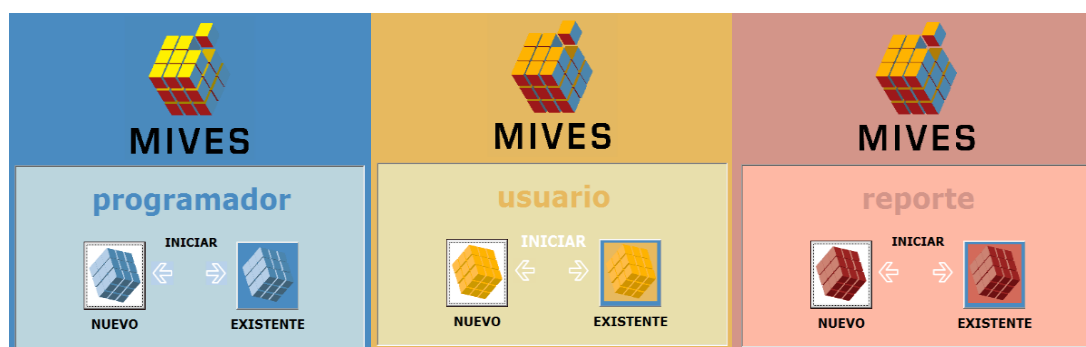 MIVES
programador
INICIAR
NUEVO
EXISTENTE
MIVES
usuario
INICIAR
NUEVO
EXISTENTE
MIVES
reporte
INICIAR
NUEVO
EXISTENTE